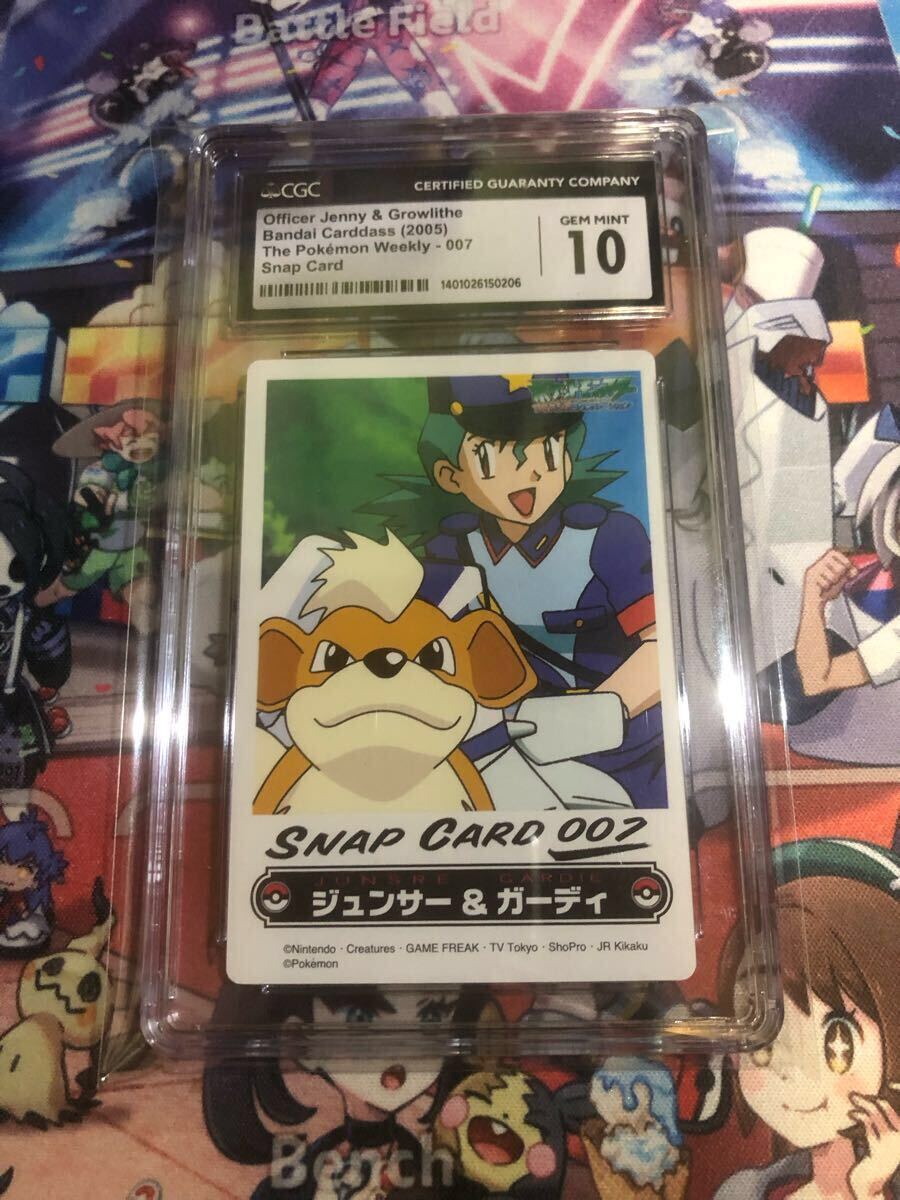 Battle Field
CGC
CERTIFIED GUARANTY COMPANY
Officer Jenny & Growlithe
Bandai Carddass (2005)
The Pokémon Weekly - 007
Snap Card
GEM MINT
10
1401026150206
SNAP CARD 007
JUNSRE CARDIE
ジュンサー & ガーディ
©Nintendo · Creatures · GAME FREAK · TV Tokyo · ShoPro · JR Kikaku
©Pokémon
Bench